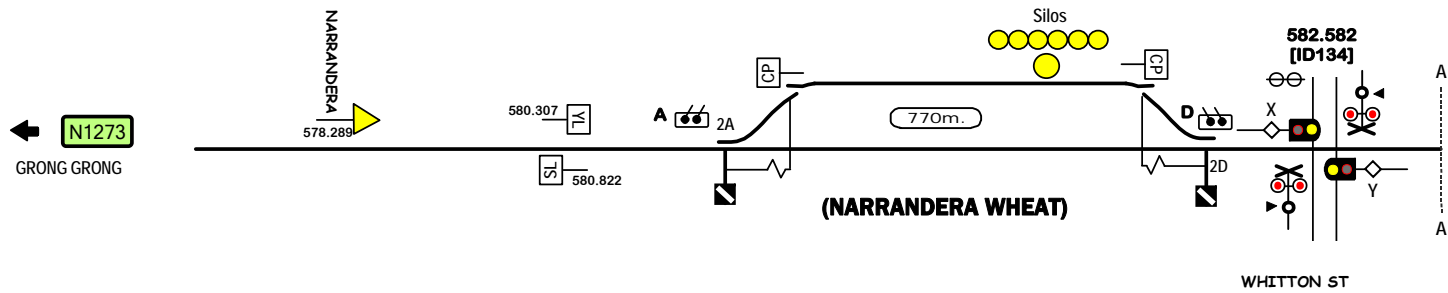 N1273
GRONG GRONG
NARRANDERA
578.289
580.307
YL
SL
580.822
A
2A
CP
Silos
770m.
CP
D
2D
(NARRANDERA WHEAT)
582.582
[ID134]
X
Y
WHITTON ST
A
A